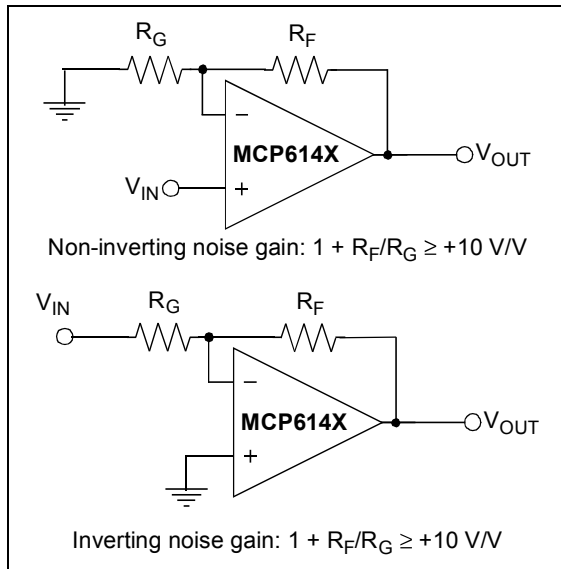 R_G R_F
−
MCP614X
V_OUT
V_IN
+
Non-inverting noise gain: 1 + R_F/R_G ≥ +10 V/V
V_IN
R_G R_F
−
MCP614X
V_OUT
+
Inverting noise gain: 1 + R_F/R_G ≥ +10 V/V